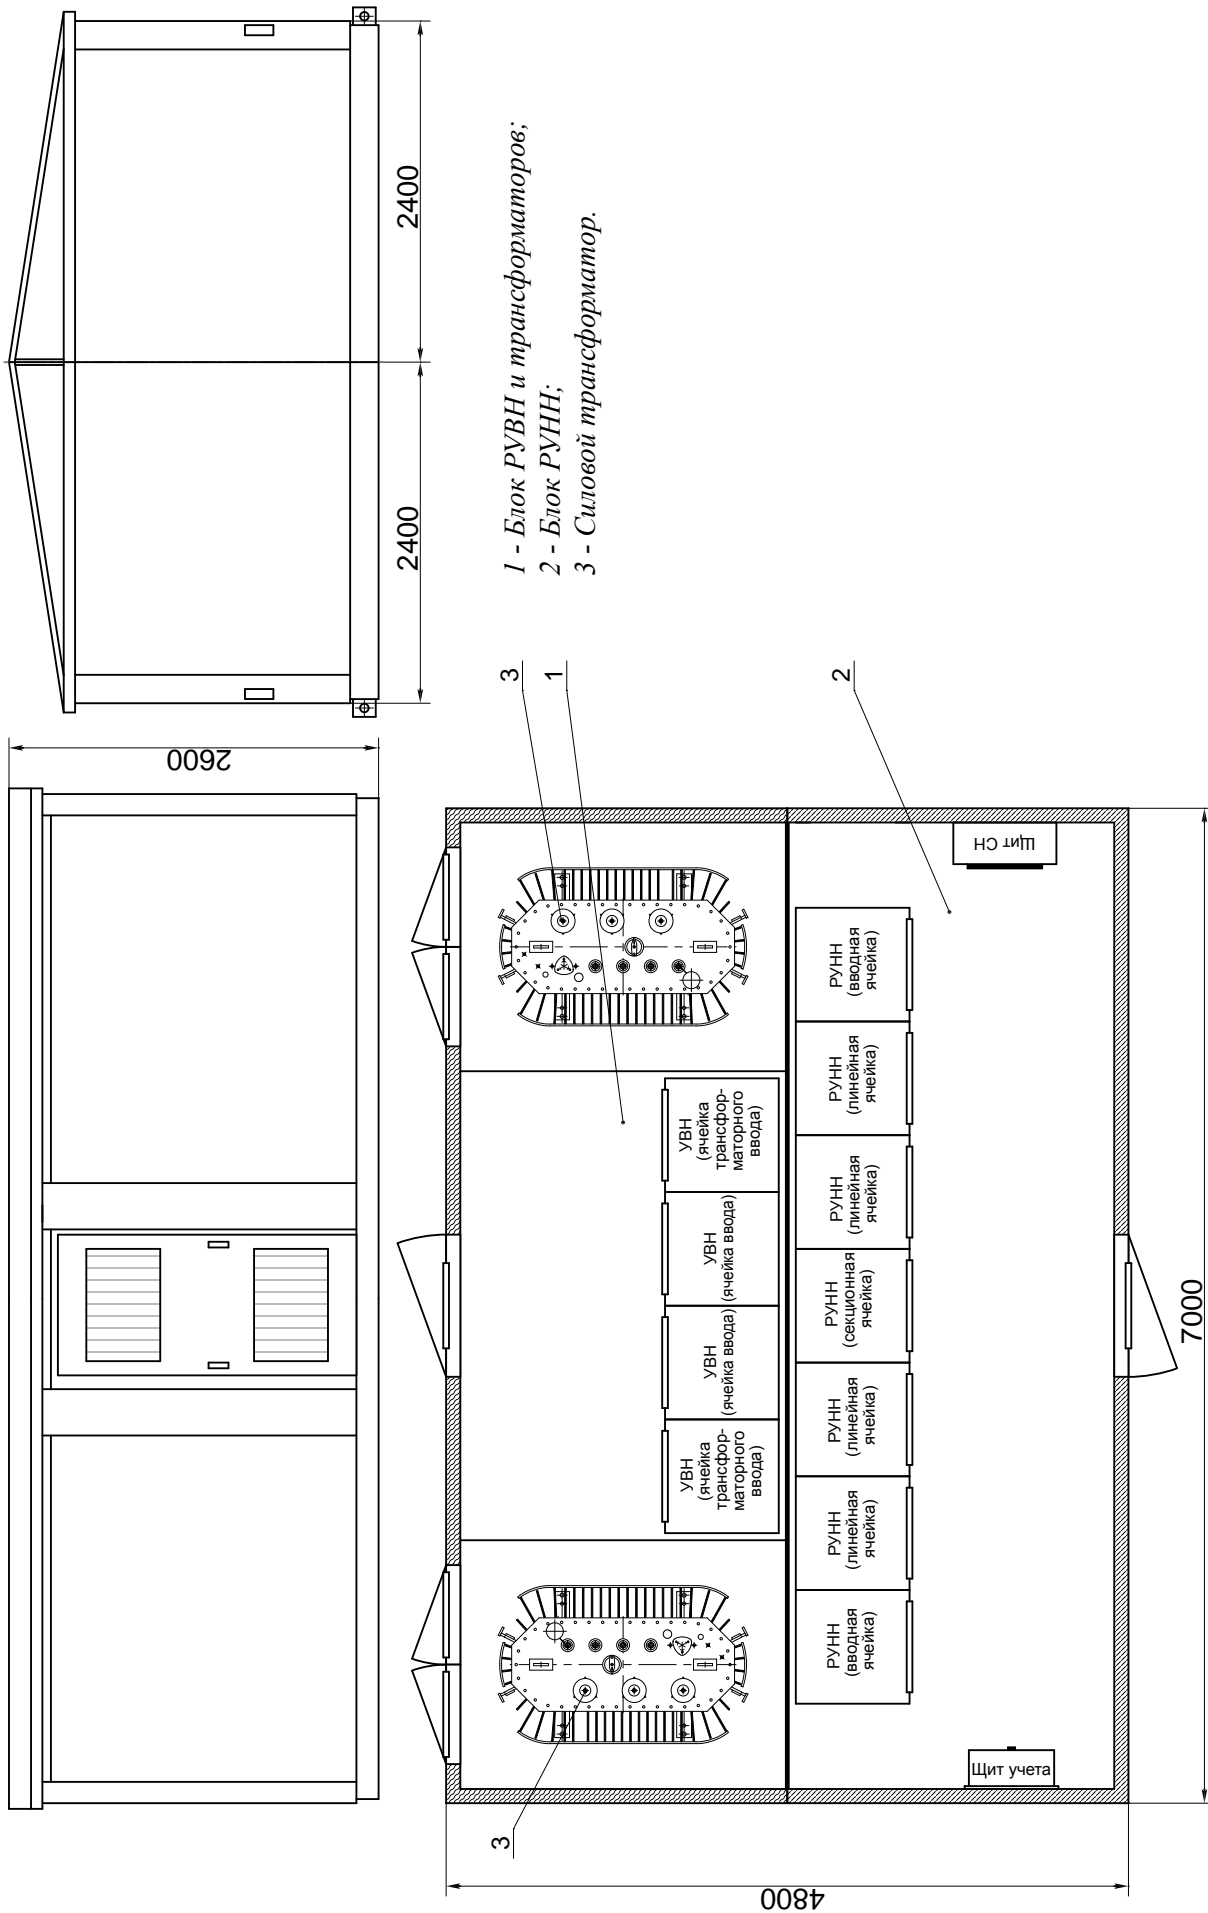 2600
2400
2400
1 - Блок РУВН и трансформаторов;
2 - Блок РУНН;
3 - Силовой трансформатор.
3
3
1
2
УВН
(ячейка
трансфор-
маторного
ввода)
УВН
(ячейка ввода)
УВН
(ячейка ввода)
УВН
(ячейка
трансфор-
маторного
ввода)
РУНН
(вводная
ячейка)
РУНН
(линейная
ячейка)
РУНН
(линейная
ячейка)
РУНН
(секционная
ячейка)
РУНН
(линейная
ячейка)
РУНН
(линейная
ячейка)
РУНН
(вводная
ячейка)
Щит учета
Щит СН
4800
7000